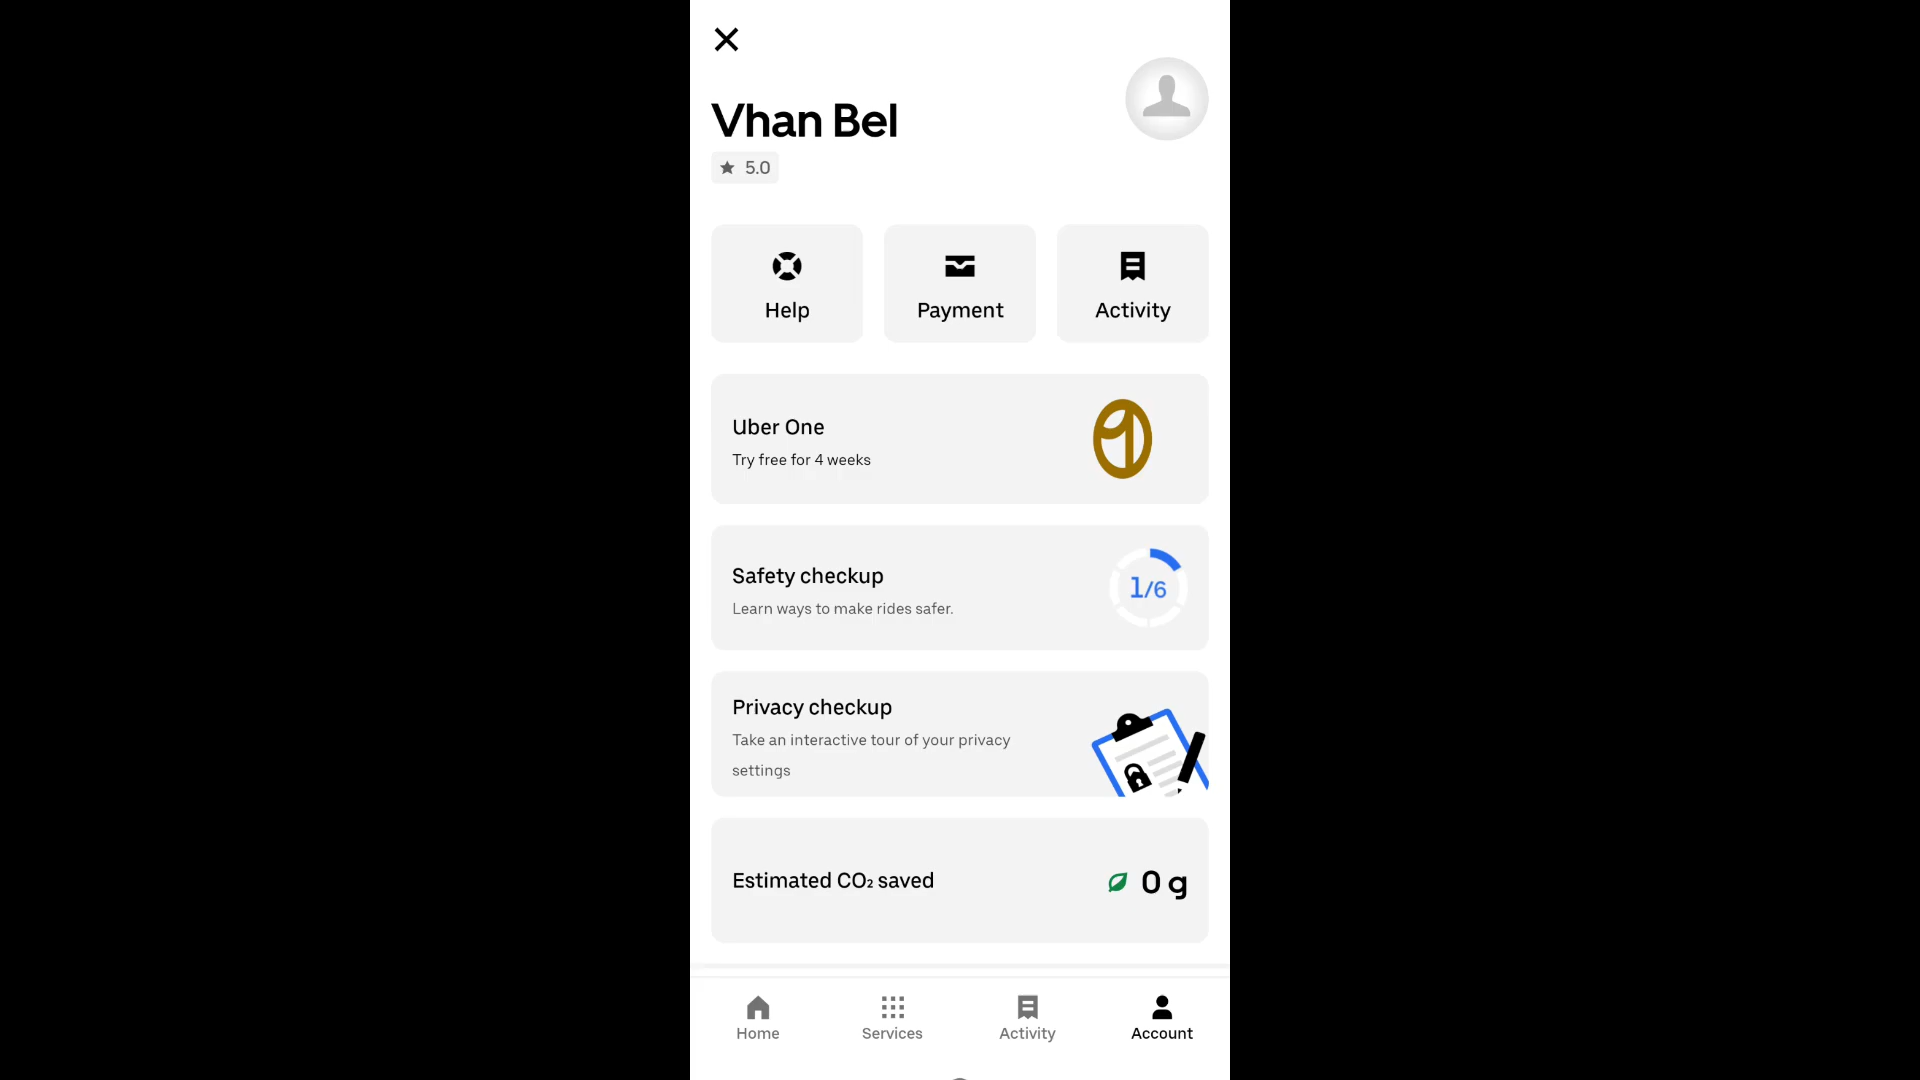 Vhan Bel
5.0
Help
Payment
Activity
Uber One
Try free for 4 weeks
Safety checkup
Learn ways to make rides safer.
1/6
Privacy checkup
Take an interactive tour of your privacy
settings
Estimated CO₂ saved
0 g
Home
Services
Activity
Account